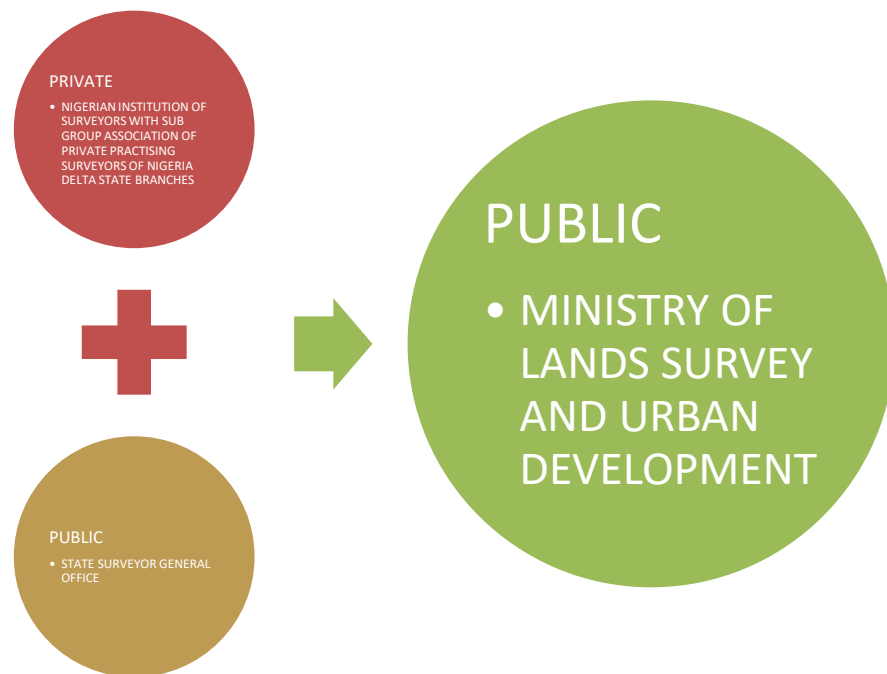 PRIVATE
• NIGERIAN INSTITUTION OF
SURVEYORS WITH SUB
GROUP ASSOCIATION OF
PRIVATE PRACTISING
SURVEYORS OF NIGERIA
DELTA STATE BRANCHES
PUBLIC
• STATE SURVEYOR GENERAL
OFFICE
PUBLIC
• MINISTRY OF
LANDS SURVEY
AND URBAN
DEVELOPMENT